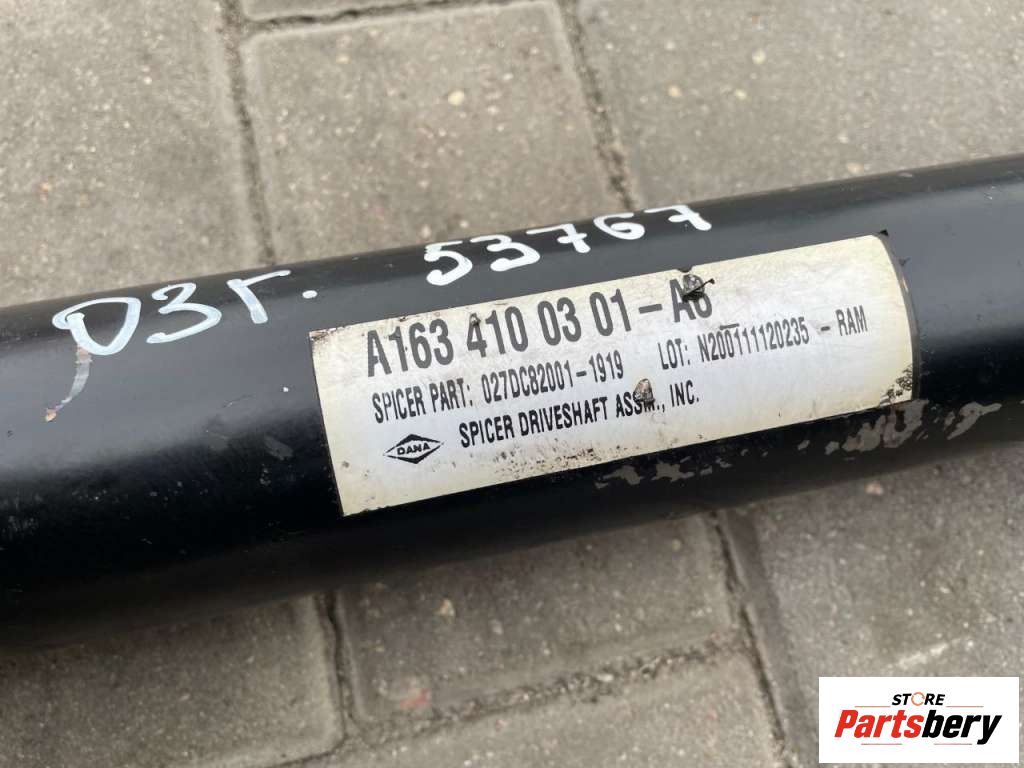 03г. 53767
A163 410 03 01-A6
SPICER PART: 027DC82001-1919 LOT: N200111120235 - RAM
DANA
SPICER DRIVESHAFT ASSM., INC.
STORE
Partsbery